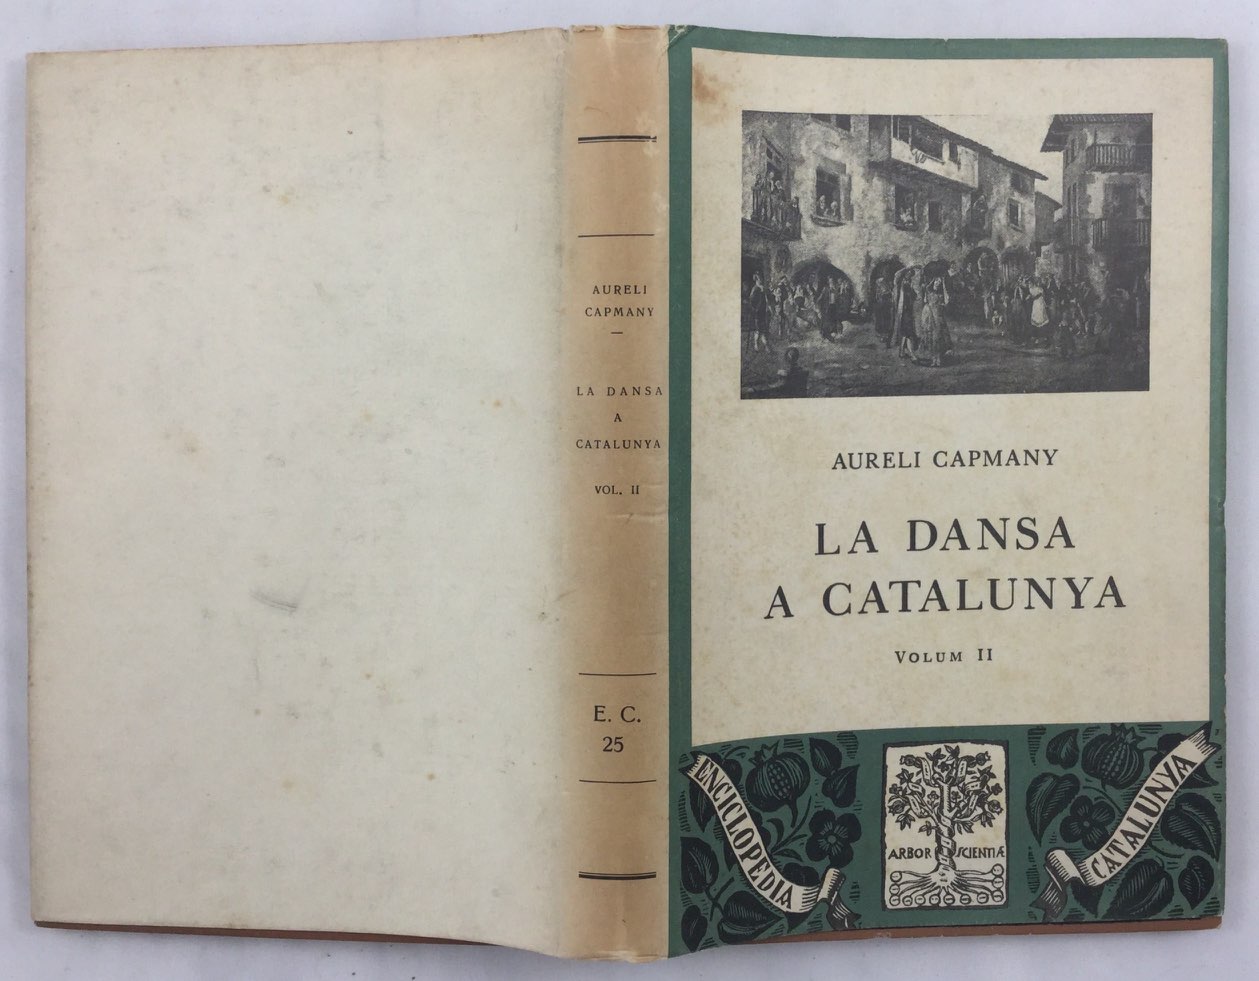 AURELI
CAPMANY
LA DANSA
A
CATALUNYA
VOL. II
E. C.
25
AURELI CAPMANY
LA DANSA
A CATALUNYA
VOLUM II
ENCICLOPEDIA
ARBOR SCIENTIÆ
CATALUNYA